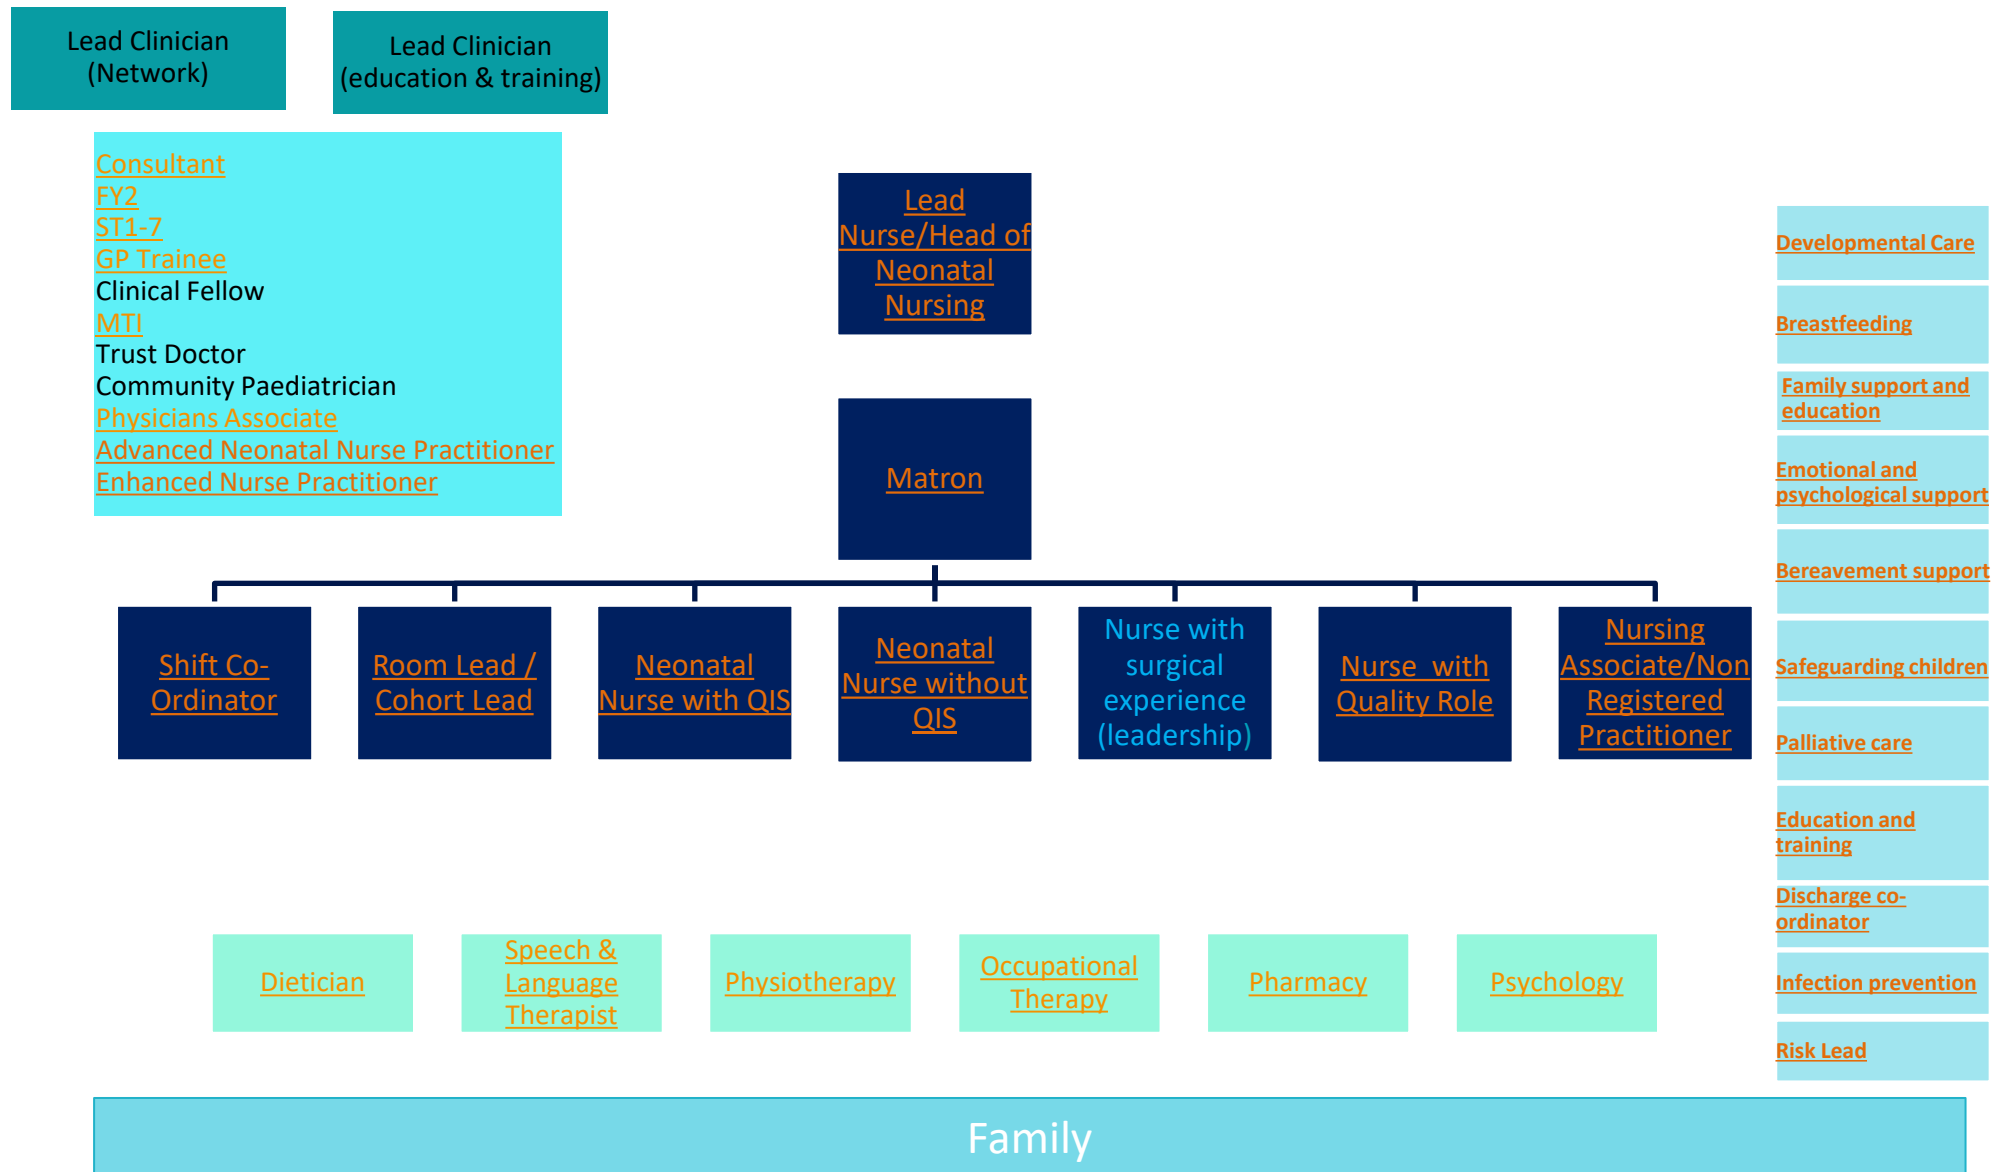 Lead Clinician
(Network)
Lead Clinician
(education & training)
Consultant
FY2
ST1-7
GP Trainee
Clinical Fellow
MTI
Trust Doctor
Community Paediatrician
Physicians Associate
Advanced Neonatal Nurse Practitioner
Enhanced Nurse Practitioner
Lead
Nurse/Head of
Neonatal
Nursing
Matron
Shift Co-
Ordinator
Room Lead /
Cohort Lead
Neonatal
Nurse with QIS
Neonatal
Nurse without
QIS
Nurse with
surgical
experience
(leadership)
Nurse  with
Quality Role
Nursing
Associate/Non
Registered
Practitioner
Developmental Care
Breastfeeding
Family support and
education
Emotional and
psychological support
Bereavement support
Safeguarding children
Palliative care
Education and
training
Discharge co-
ordinator
Infection prevention
Risk Lead
Dietician
Speech &
Language
Therapist
Physiotherapy
Occupational
Therapy
Pharmacy
Psychology
Family